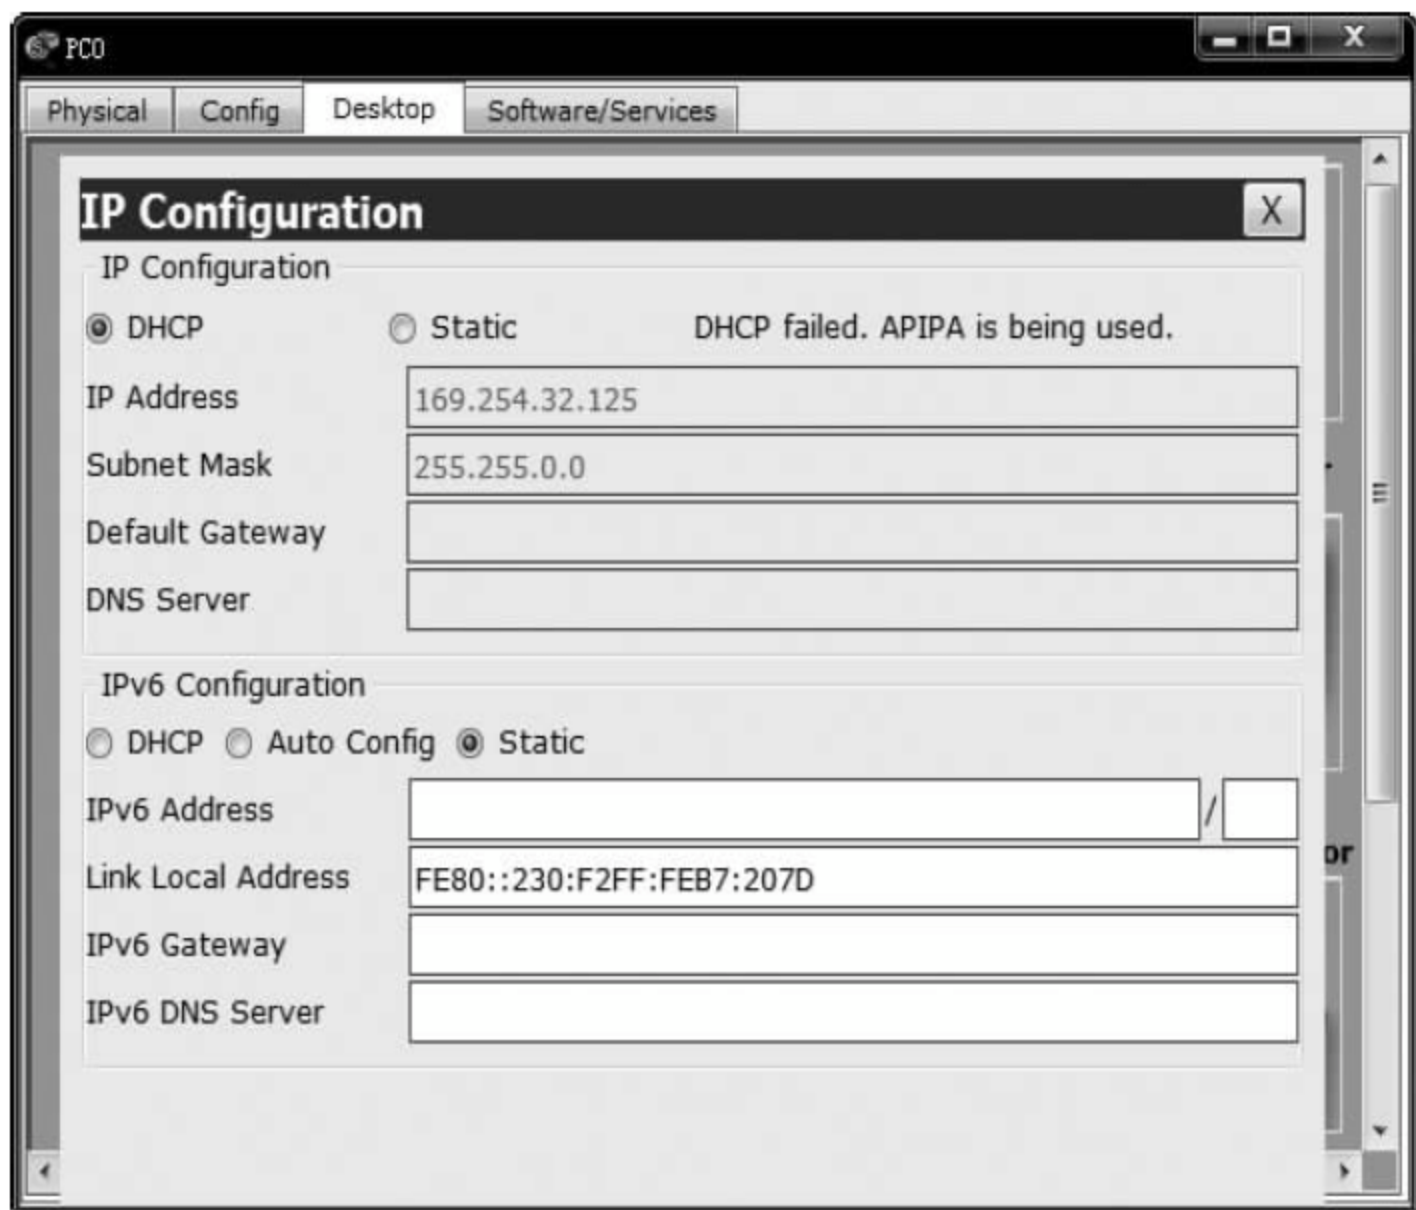 PC0
Physical Config Desktop Software/Services
IP Configuration X
IP Configuration
DHCP Static DHCP failed. APIPA is being used.
IP Address 169.254.32.125
Subnet Mask 255.255.0.0
Default Gateway
DNS Server
IPv6 Configuration
DHCP Auto Config Static
IPv6 Address /
or
Link Local Address FE80::230:F2FF:FEB7:207D
IPv6 Gateway
IPv6 DNS Server